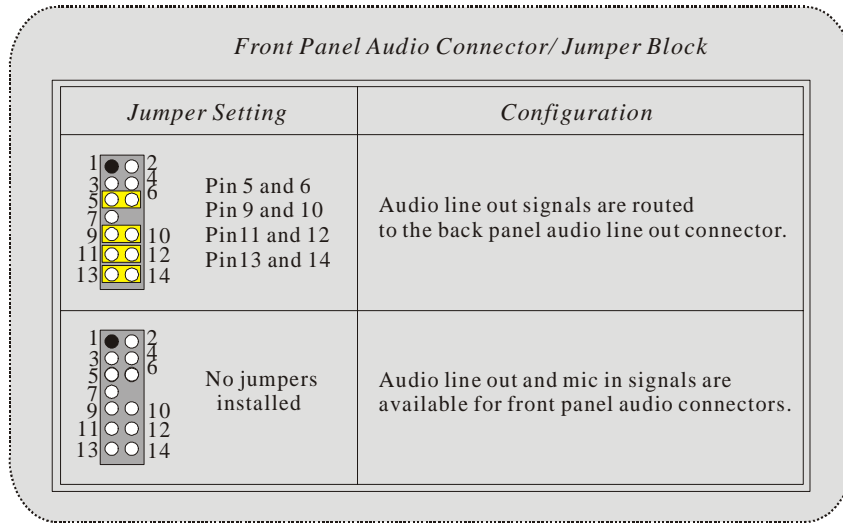 Front Panel Audio Connector/ Jumper Block
Jumper Setting
Configuration
1 2
3 4
5 6
7
9 10
11 12
13 14
Pin 5 and 6
Pin 9 and 10
Pin11 and 12
Pin13 and 14
Audio line out signals are routed
to the back panel audio line out connector.
1 2
3 4
5 6
7
9 10
11 12
13 14
No jumpers
installed
Audio line out and mic in signals are
available for front panel audio connectors.